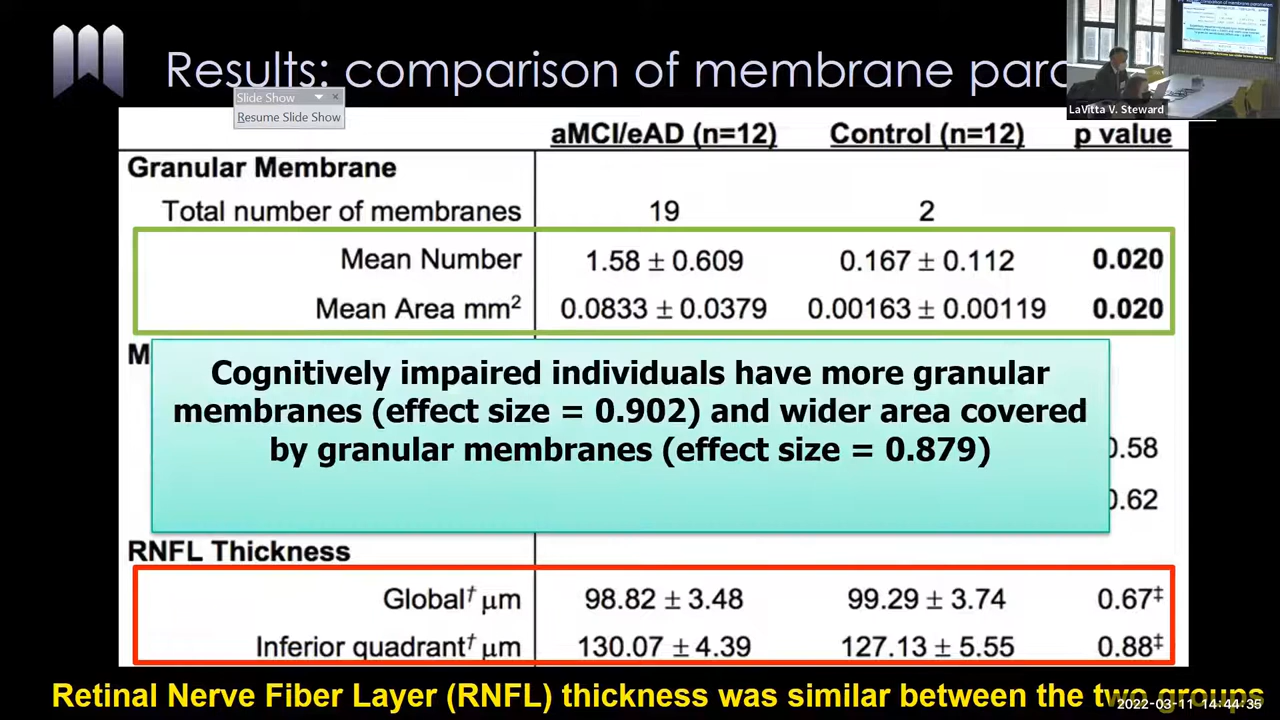 Results: comparison of membrane para
Slide Show
Resume Slide Show
LaVitta V. Steward
aMCI/eAD (n=12) Control (n=12) p value
Granular Membrane
Total number of membranes 19 2
Mean Number 1.58 ± 0.609 0.167 ± 0.112 0.020
Mean Area mm² 0.0833 ± 0.0379 0.00163 ± 0.00119 0.020
M
Cognitively impaired individuals have more granular
membranes (effect size = 0.902) and wider area covered
by granular membranes (effect size = 0.879)
0.58
0.62
RNFL Thickness
Global† μm 98.82 ± 3.48 99.29 ± 3.74 0.67‡
Inferior quadrant† μm 130.07 ± 4.39 127.13 ± 5.55 0.88‡
Retinal Nerve Fiber Layer (RNFL) thickness was similar between the two groups
2022-03-11 14:44:35